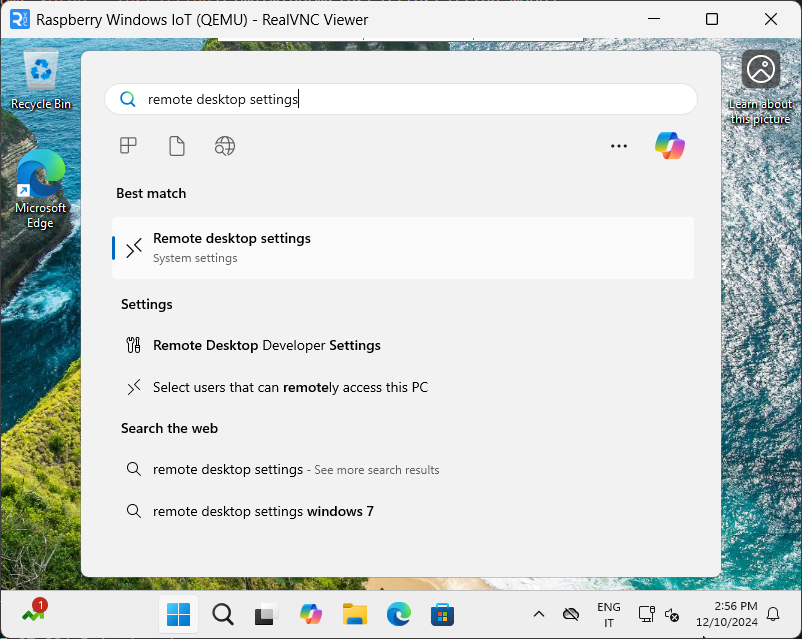 Raspberry Windows IoT (QEMU) - RealVNC Viewer
Recycle Bin
Microsoft
Edge
Learn about
this picture
remote desktop settings
Best match
Remote desktop settings
System settings
Settings
Remote Desktop Developer Settings
Select users that can remotely access this PC
Search the web
remote desktop settings - See more search results
remote desktop settings windows 7
1
ENG
IT
2:56 PM
12/10/2024